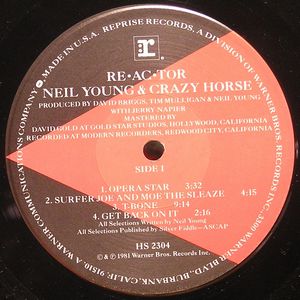 MADE IN U.S.A. REPRISE RECORDS, A DIVISION OF WARNER BROS. RECORDS INC. 3300 WARNER BLVD., BURBANK, CALIF. 91510 A WARNER COMMUNICATIONS COMPANY
RE•AC•TOR
NEIL YOUNG & CRAZY HORSE
PRODUCED BY DAVID BRIGGS, TIM MULLIGAN & NEIL YOUNG
WITH JERRY NAPIER
MASTERED BY
DAVID GOLD AT GOLD STAR STUDIOS, HOLLYWOOD, CALIFORNIA
RECORDED AT MODERN RECORDERS, REDWOOD CITY, CALIFORNIA
SIDE 1
1. OPERA STAR 3:32
2. SURFER JOE AND MOE THE SLEAZE 4:15
3. T-BONE 9:14
4. GET BACK ON IT 2:16
All Selections Written by Neil Young
All Selections Published by Silver Fiddle—ASCAP
HS 2304
© ℗ 1981 Warner Bros. Records Inc.